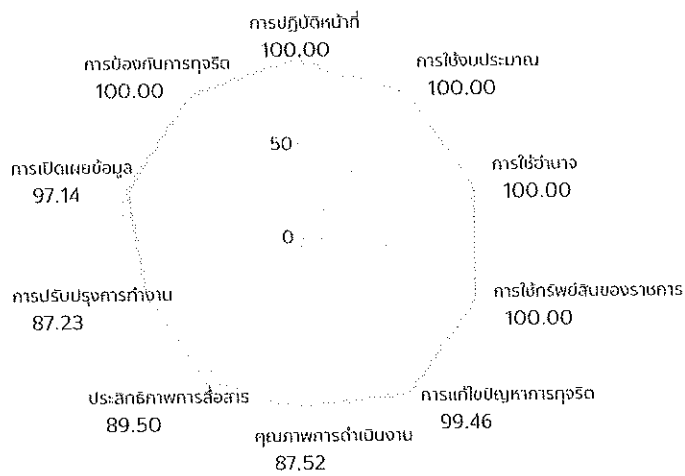 การปฏิบัติหน้าที่
100.00
การป้องกันการทุจริต
100.00
การใช้งบประมาณ
100.00
50
การเปิดเผยข้อมูล
97.14
การใช้อำนาจ
100.00
0
การปรับปรุงการทำงาน
87.23
การใช้ทรัพย์สินของราชการ
100.00
ประสิทธิภาพการสื่อสาร
89.50
การแก้ไขปัญหาการทุจริต
99.46
คุณภาพการดำเนินงาน
87.52